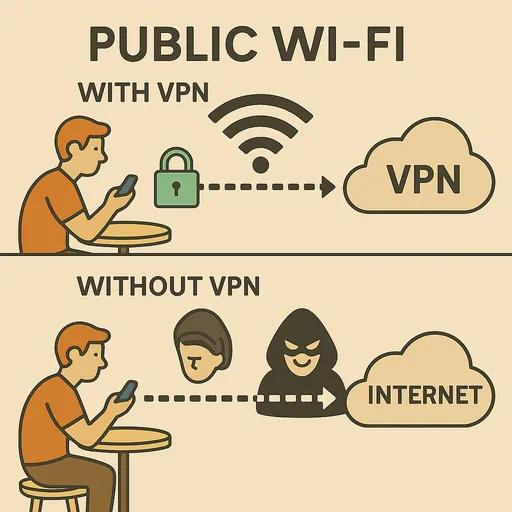 PUBLIC WI-FI
WITH VPN
VPN
WITHOUT VPN
INTERNET